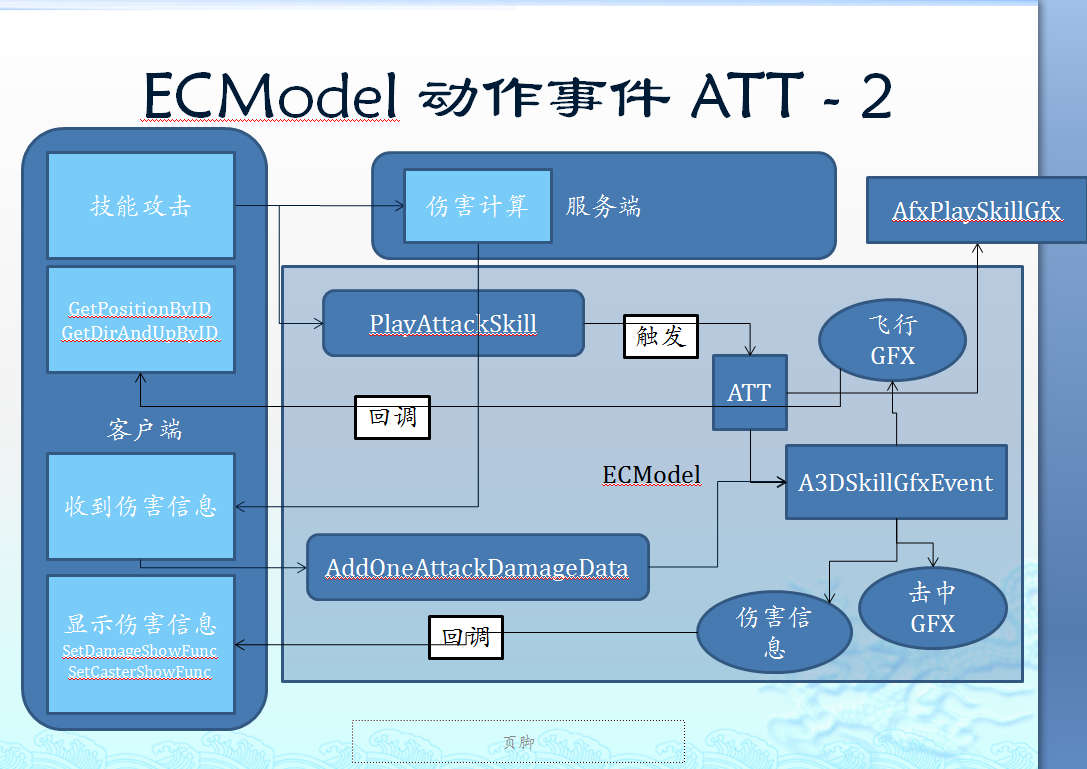 ECModel 动作事件 ATT - 2
技能攻击
伤害计算
服务端
AfxPlaySkillGfx
GetPositionByID
GetDirAndUpByID
PlayAttackSkill
触发
飞行
GFX
ATT
回调
客户端
ECModel
A3DSkillGfxEvent
收到伤害信息
AddOneAttackDamageData
击中
GFX
伤害信
息
显示伤害信息
SetDamageShowFunc
SetCasterShowFunc
回调
页脚